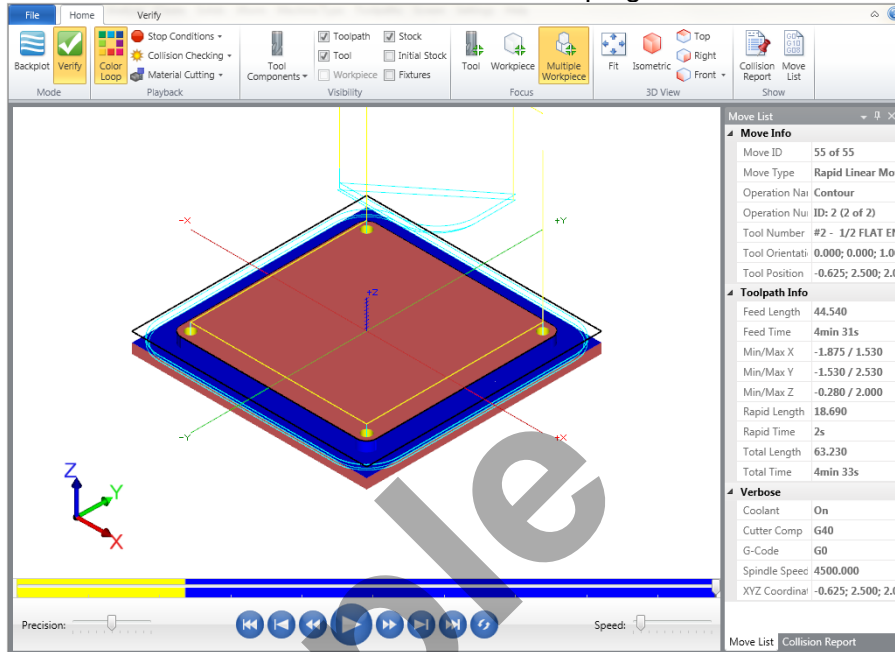 File Home Verify
Backplot
Verify
Mode
Color Loop
Stop Conditions
Collision Checking
Material Cutting
Playback
Tool Components
Toolpath
Tool
Workpiece
Stock
Initial Stock
Fixtures
Visibility
Tool
Workpiece
Multiple Workpiece
Focus
Fit
Isometric
Top
Right
Front
3D View
Collision Report
Move List
Show
-X
+Y
+Z
-Y
+X
Z
Y
X
ple
Precision:
Speed:
Move List
Move Info
Move ID 55 of 55
Move Type Rapid Linear Mo
Operation Nai Contour
Operation Nu ID: 2 (2 of 2)
Tool Number #2 - 1/2 FLAT EN
Tool Orientati 0.000; 0.000; 1.0
Tool Position -0.625; 2.500; 2.0
Toolpath Info
Feed Length 44.540
Feed Time 4min 31s
Min/Max X -1.875 / 1.530
Min/Max Y -1.530 / 2.530
Min/Max Z -0.280 / 2.000
Rapid Length 18.690
Rapid Time 2s
Total Length 63.230
Total Time 4min 33s
Verbose
Coolant On
Cutter Comp G40
G-Code G0
Spindle Speed 4500.000
XYZ Coordinat -0.625; 2.500; 2.0
Move List Collision Report